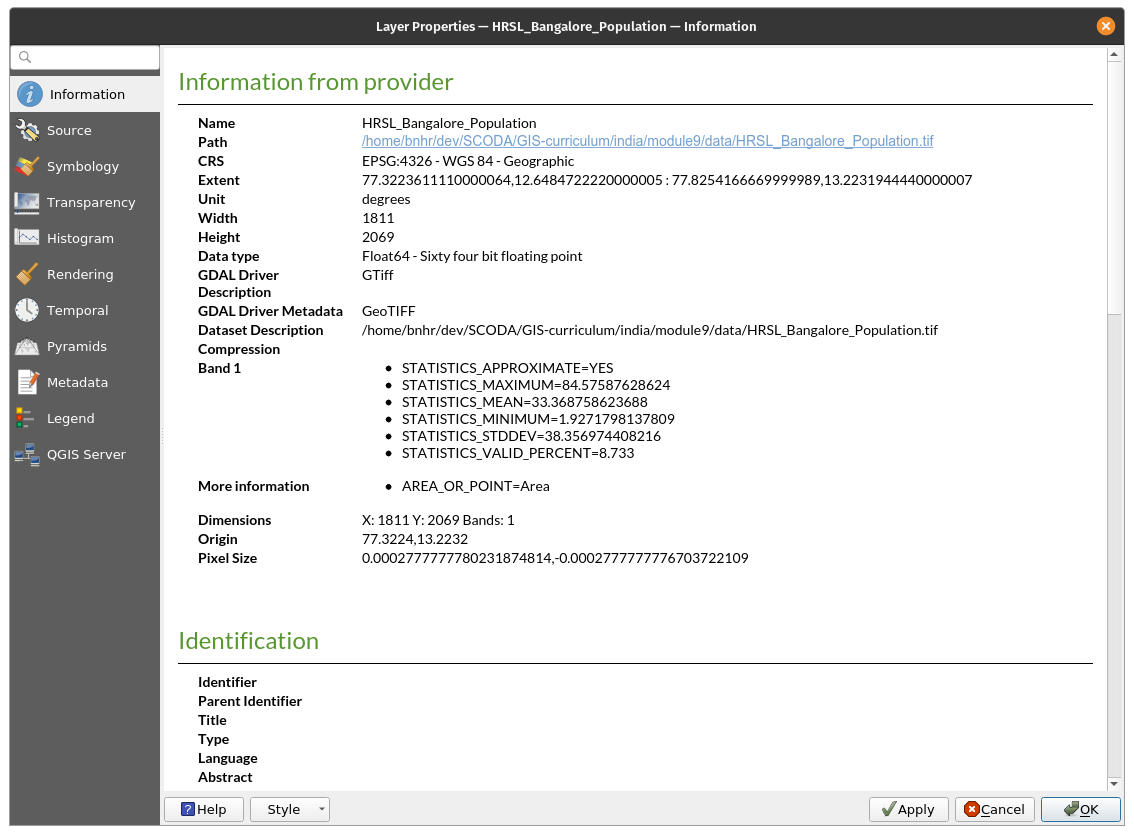 Layer Properties — HRSL_Bangalore_Population — Information
Information
Source
Symbology
Transparency
Histogram
Rendering
Temporal
Pyramids
Metadata
Legend
QGIS Server
Information from provider
Name HRSL_Bangalore_Population
Path /home/bnhr/dev/SCODA/GIS-curriculum/india/module9/data/HRSL_Bangalore_Population.tif
CRS EPSG:4326 - WGS 84 - Geographic
Extent 77.3223611110000064,12.6484722220000005 : 77.8254166669999989,13.2231944440000007
Unit degrees
Width 1811
Height 2069
Data type Float64 - Sixty four bit floating point
GDAL Driver GTiff
Description
GDAL Driver Metadata GeoTIFF
Dataset Description /home/bnhr/dev/SCODA/GIS-curriculum/india/module9/data/HRSL_Bangalore_Population.tif
Compression
Band 1 • STATISTICS_APPROXIMATE=YES
• STATISTICS_MAXIMUM=84.57587628624
• STATISTICS_MEAN=33.368758623688
• STATISTICS_MINIMUM=1.9271798137809
• STATISTICS_STDDEV=38.356974408216
• STATISTICS_VALID_PERCENT=8.733
More information • AREA_OR_POINT=Area
Dimensions X: 1811 Y: 2069 Bands: 1
Origin 77.3224,13.2232
Pixel Size 0.0002777777780231874814,-0.0002777777776703722109
Identification
Identifier
Parent Identifier
Title
Type
Language
Abstract
? Help Style Apply Cancel OK